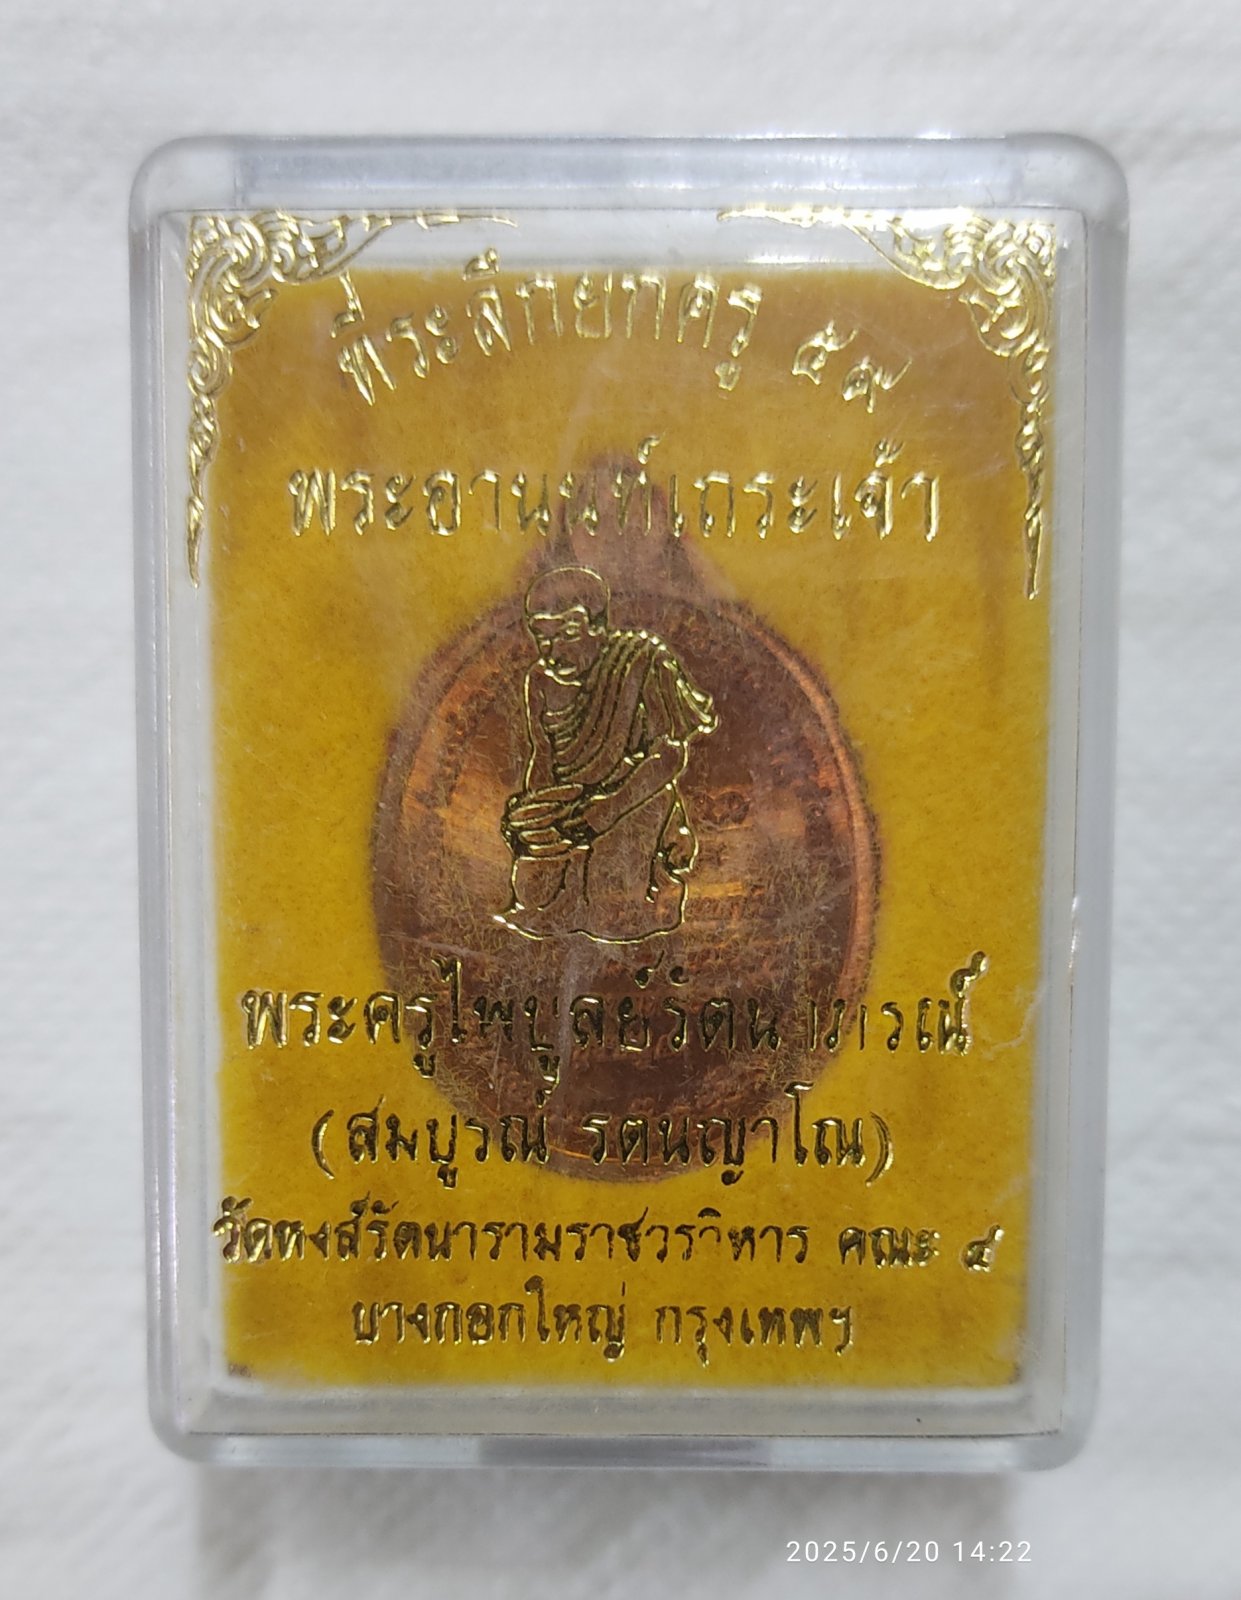 ที่ระลึกยกครู ๕๙
พระอานนท์เถระเจ้า
พระครูไพบูลย์รัตนาภรณ์
(สมบูรณ์ รตนญาโณ)
วัดหงส์รัตนารามราชวรวิหาร คณะ ๔
บางกอกใหญ่ กรุงเทพฯ
2025/6/20 14:22